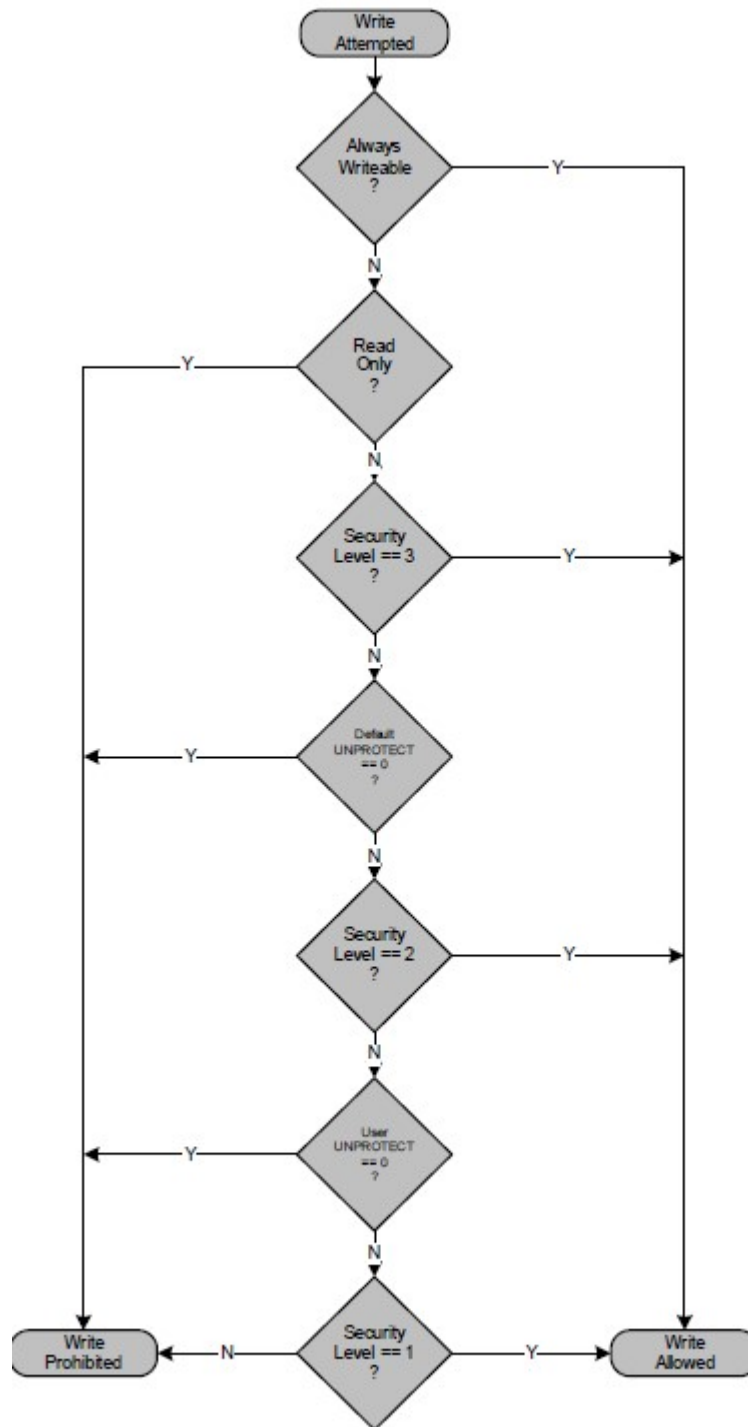 Write
Attempted
Always
Writeable
?
Y
N
Read
Only
?
Y
N
Security
Level == 3
?
Y
N
Default
UNPROTECT
== 0
?
Y
N
Security
Level == 2
?
Y
N
User
UNPROTECT
== 0
?
Y
N
Write
Prohibited
N
Security
Level == 1
?
Y
Write
Allowed